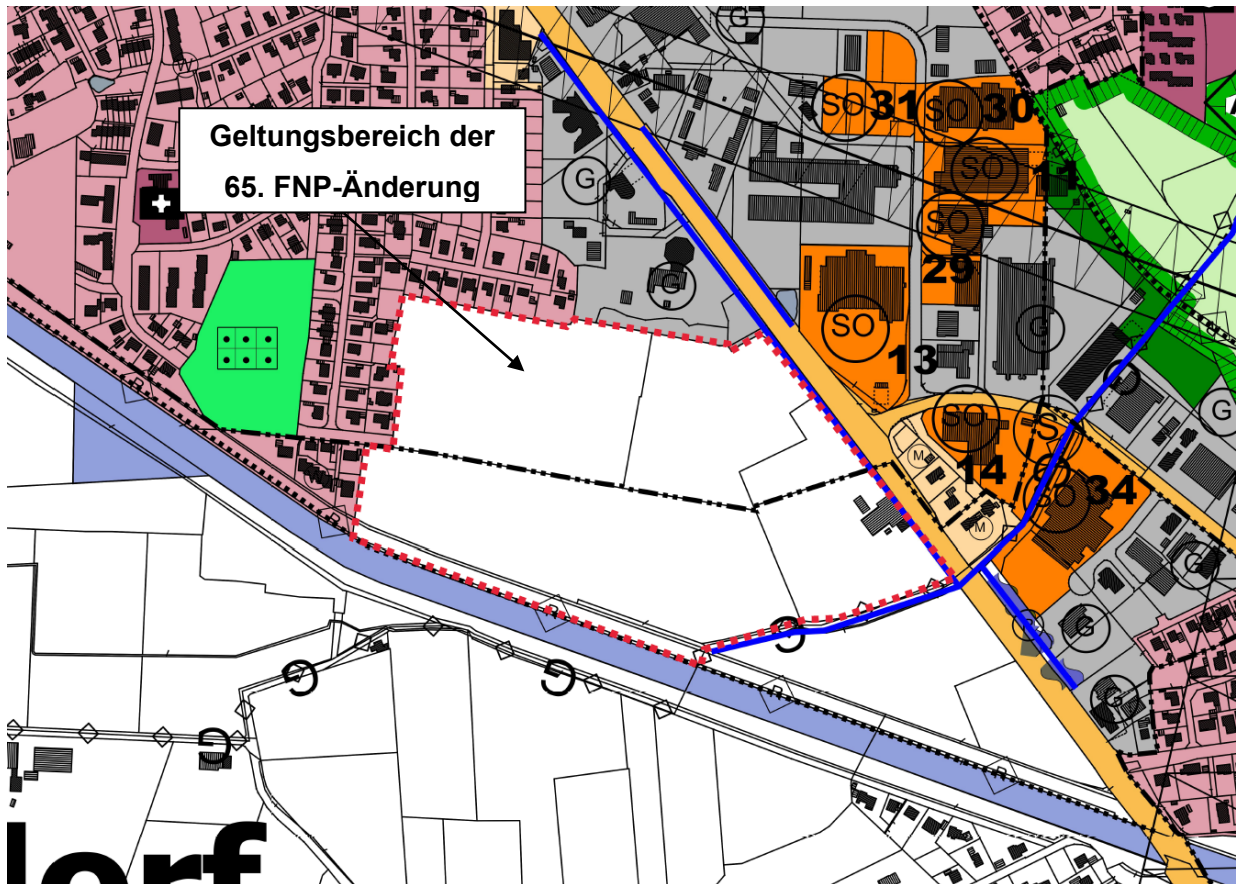 Geltungsbereich der
65. FNP-Änderung
G
SO 31
SO 30
SO 11
SO
29
G
G
SO
13
G
SO
S
M
14
SO 34
M
G
G
G
G
G
G
G
G
G
R
R
R
R
R
dorf